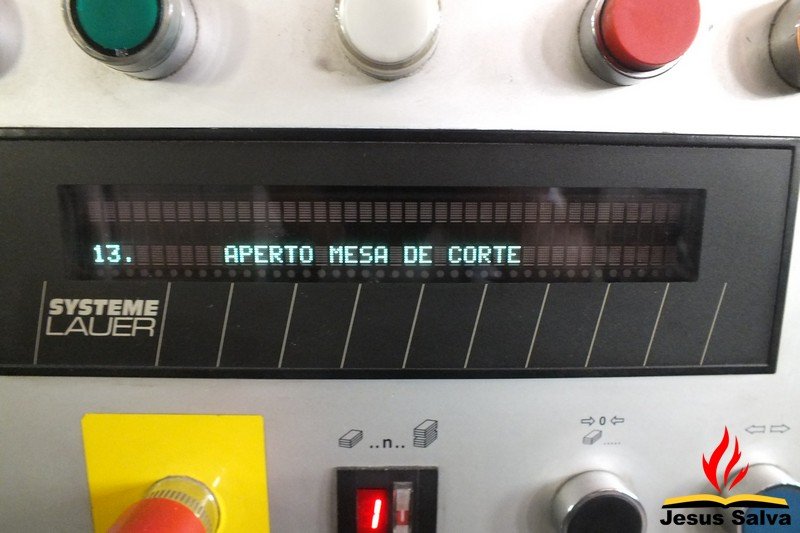 13. APERTO MESA DE CORTE
SYSTEME
LAUER
..n..
0
1
Jesus Salva